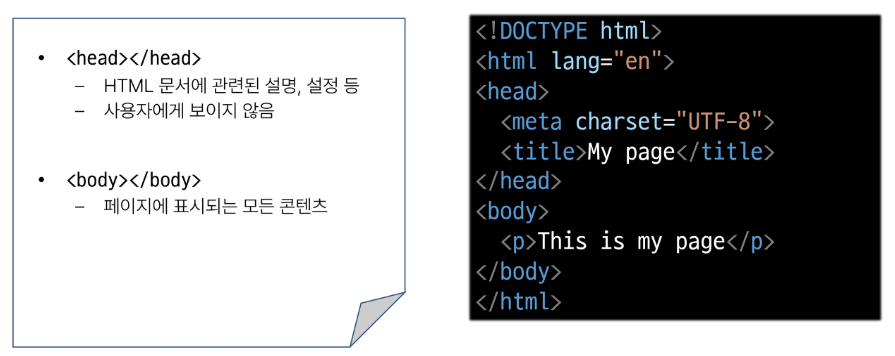 • <head></head>
– HTML 문서에 관련된 설명, 설정 등
– 사용자에게 보이지 않음
• <body></body>
– 페이지에 표시되는 모든 콘텐츠
<!DOCTYPE html>
<html lang="en">
<head>
  <meta charset="UTF-8">
  <title>My page</title>
</head>
<body>
  <p>This is my page</p>
</body>
</html>